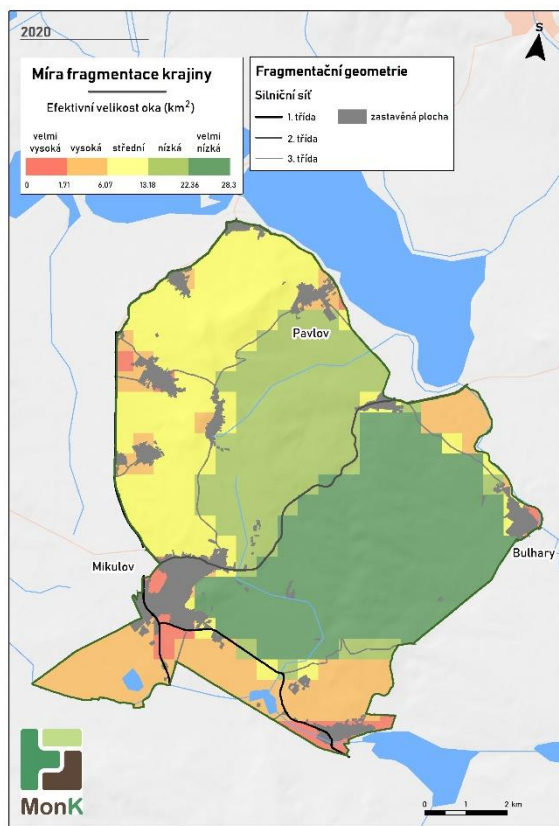 2020
S
Míra fragmentace krajiny
Efektivní velikost oka (km²)
velmi vysoká
vysoká
střední
nízká
velmi nízká
0 1,71 6,07 13,18 22,36 28,3
Fragmentační geometrie
Silniční síť
1. třída
2. třída
3. třída
zastavěná plocha
Pavlov
Mikulov
Bulhary
MonK
0 1 2 km